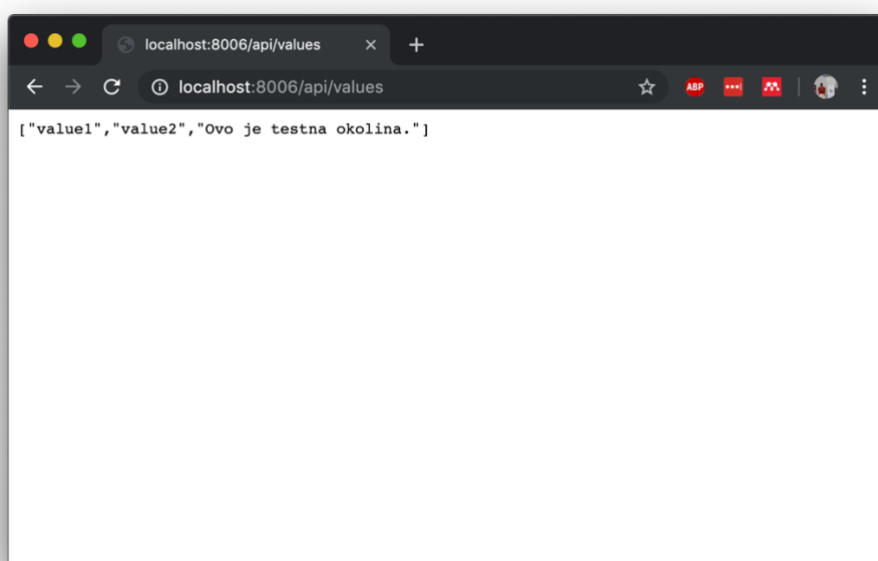 localhost:8006/api/values
localhost:8006/api/values
ABP
["value1","value2","Ovo je testna okolina."]